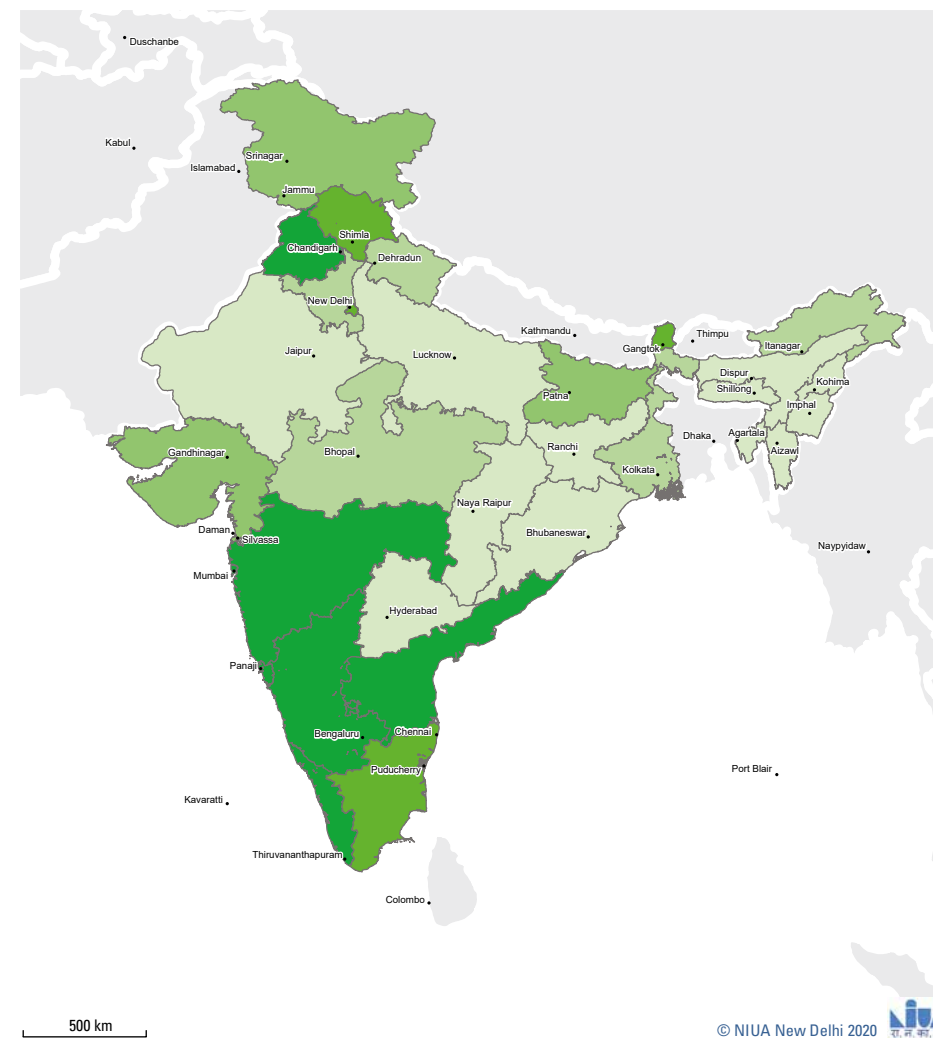 Duschanbe
Kabul
Srinagar
Islamabad
Jammu
Shimla
Chandigarh
Dehradun
New Delhi
Kathmandu
Thimpu
Gangtok
Itanagar
Jaipur
Lucknow
Dispur
Kohima
Shillong
Patna
Imphal
Dhaka
Agartala
Ranchi
Aizawl
Gandhinagar
Bhopal
Kolkata
Naya Raipur
Daman
Silvassa
Bhubaneswar
Naypyidaw
Mumbai
Hyderabad
Panaji
Bengaluru
Chennai
Puducherry
Port Blair
Kavaratti
Thiruvananthapuram
Colombo
500 km
© NIUA New Delhi 2020